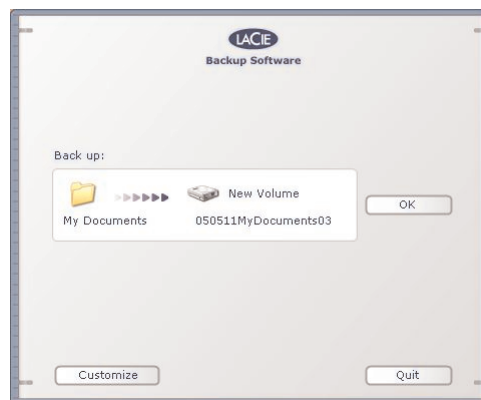 LACIE
Backup Software
Back up:
New Volume
My Documents
050511MyDocuments03
OK
Customize
Quit